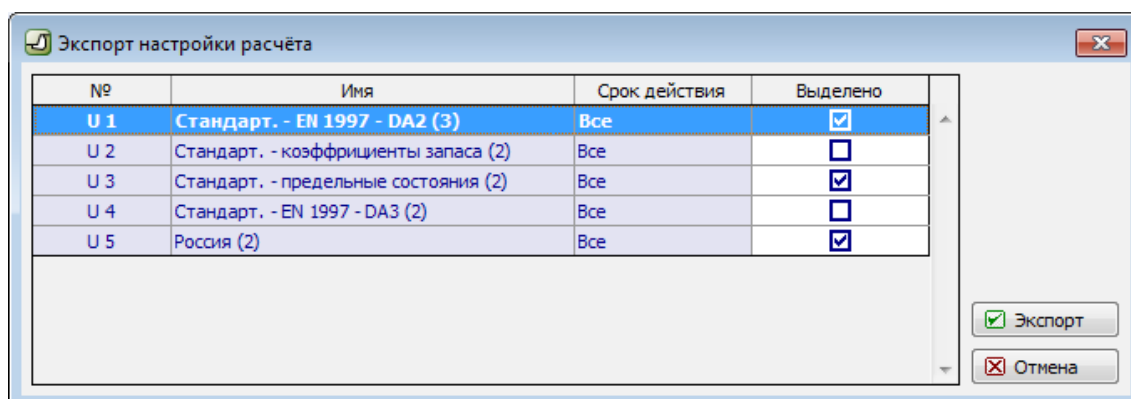 Экспорт настройки расчёта
№ Имя Срок действия Выделено
U 1 Стандарт. - EN 1997 - DA2 (3) Все
U 2 Стандарт. - коэффрициенты запаса (2) Все
U 3 Стандарт. - предельные состояния (2) Все
U 4 Стандарт. - EN 1997 - DA3 (2) Все
U 5 Россия (2) Все
Экспорт
Отмена